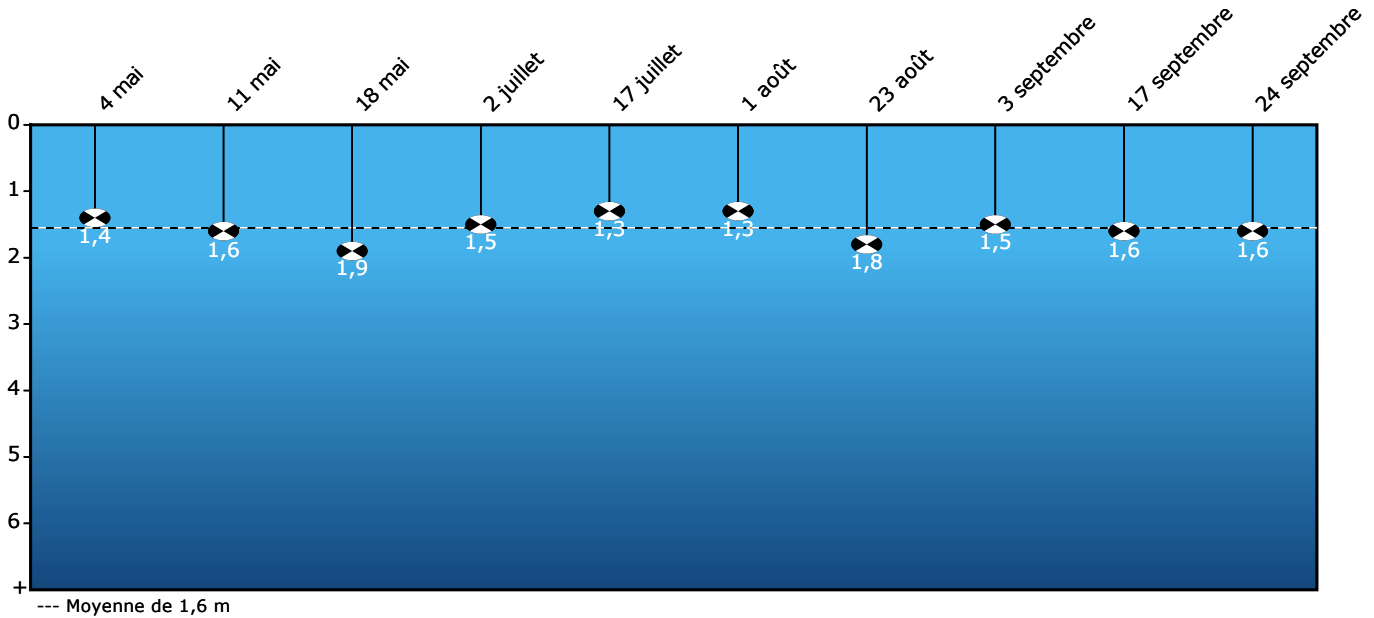 4 mai
11 mai
18 mai
2 juillet
17 juillet
1 août
23 août
3 septembre
17 septembre
24 septembre
0
1
2
3
4
5
6
+
1,4
1,6
1,9
1,5
1,3
1,3
1,8
1,5
1,6
1,6
--- Moyenne de 1,6 m